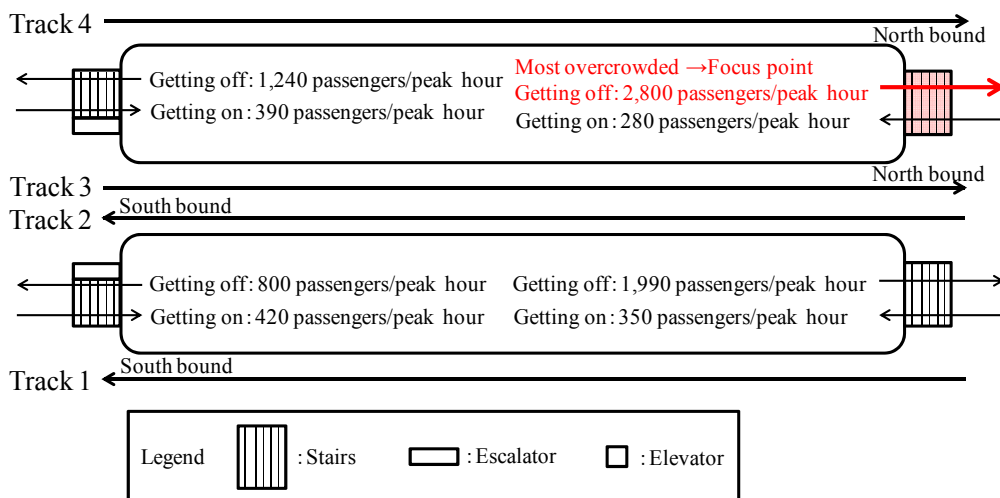 Track 4
North bound
Getting off : 1,240 passengers/peak hour
Getting on : 390 passengers/peak hour
Most overcrowded →Focus point
Getting off : 2,800 passengers/peak hour
Getting on : 280 passengers/peak hour
North bound
Track 3
South bound
Track 2
Getting off : 800 passengers/peak hour
Getting on : 420 passengers/peak hour
Getting off : 1,990 passengers/peak hour
Getting on : 350 passengers/peak hour
South bound
Track 1
Legend : Stairs : Escalator : Elevator